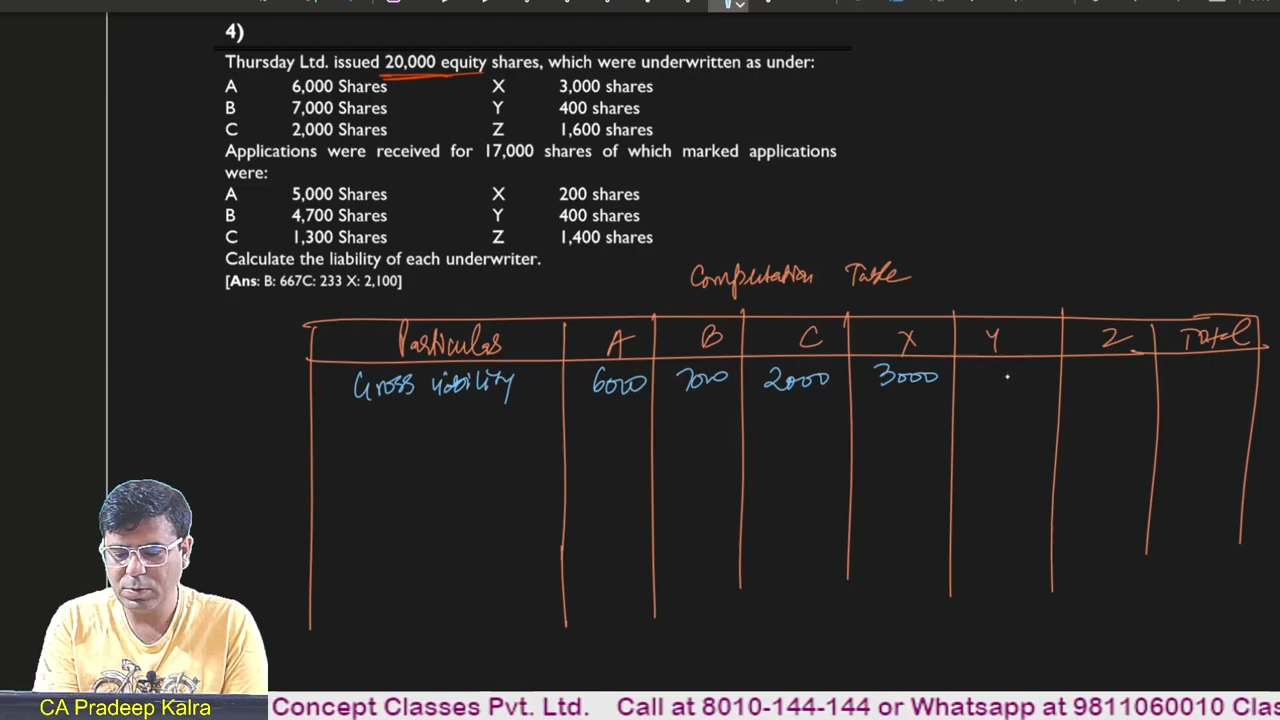 4)
Thursday Ltd. issued 20,000 equity shares, which were underwritten as under:
A 6,000 Shares X 3,000 shares
B 7,000 Shares Y 400 shares
C 2,000 Shares Z 1,600 shares
Applications were received for 17,000 shares of which marked applications
were:
A 5,000 Shares X 200 shares
B 4,700 Shares Y 400 shares
C 1,300 Shares Z 1,400 shares
Calculate the liability of each underwriter.
[Ans: B: 667C: 233 X: 2,100]
Computation Table
Particulas A B C X Y Z Total
Gross liability 6000 7000 2000 3000
CA Pradeep Kalra
Concept Classes Pvt. Ltd. Call at 8010-144-144 or Whatsapp at 9811060010 Clas